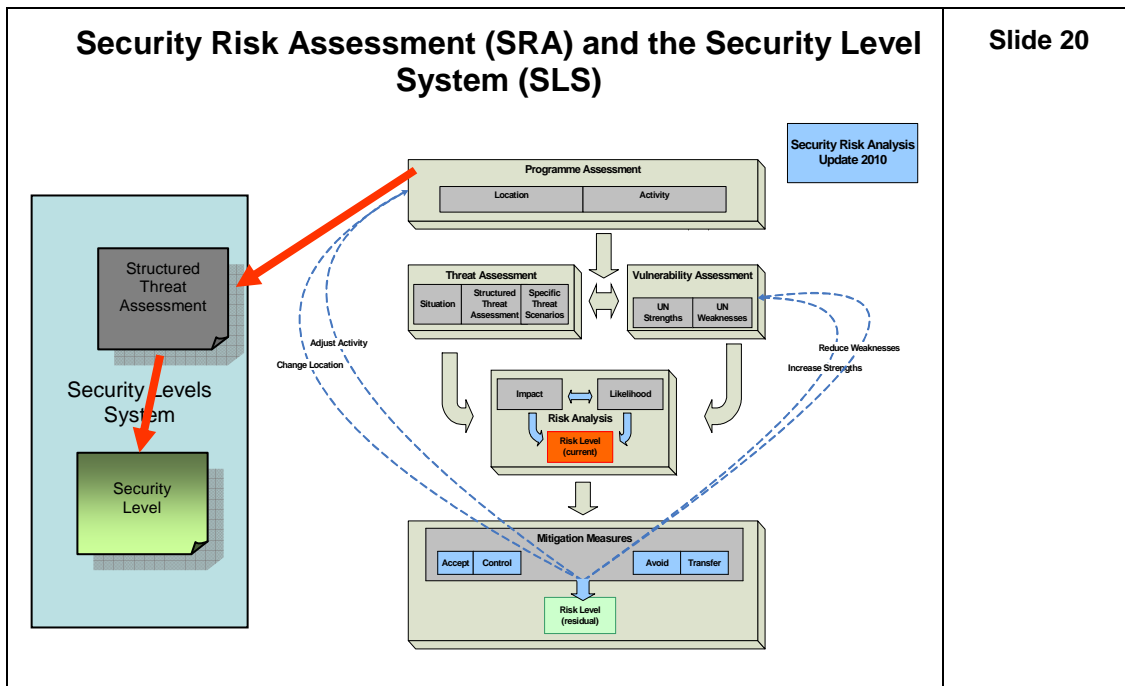 Security Risk Assessment (SRA) and the Security Level
System (SLS)
Slide 20
Security Risk Analysis
Update 2010
Programme Assessment
Location
Activity
Structured
Threat
Assessment
Security Levels
System
Security
Level
Threat Assessment
Situation
Structured
Threat
Assessment
Specific
Threat
Scenarios
Vulnerability Assessment
UN
Strengths
UN
Weaknesses
Adjust Activity
Change Location
Reduce Weaknesses
Increase Strengths
Impact
Likelihood
Risk Analysis
Risk Level
(current)
Mitigation Measures
Accept
Control
Avoid
Transfer
Risk Level
(residual)